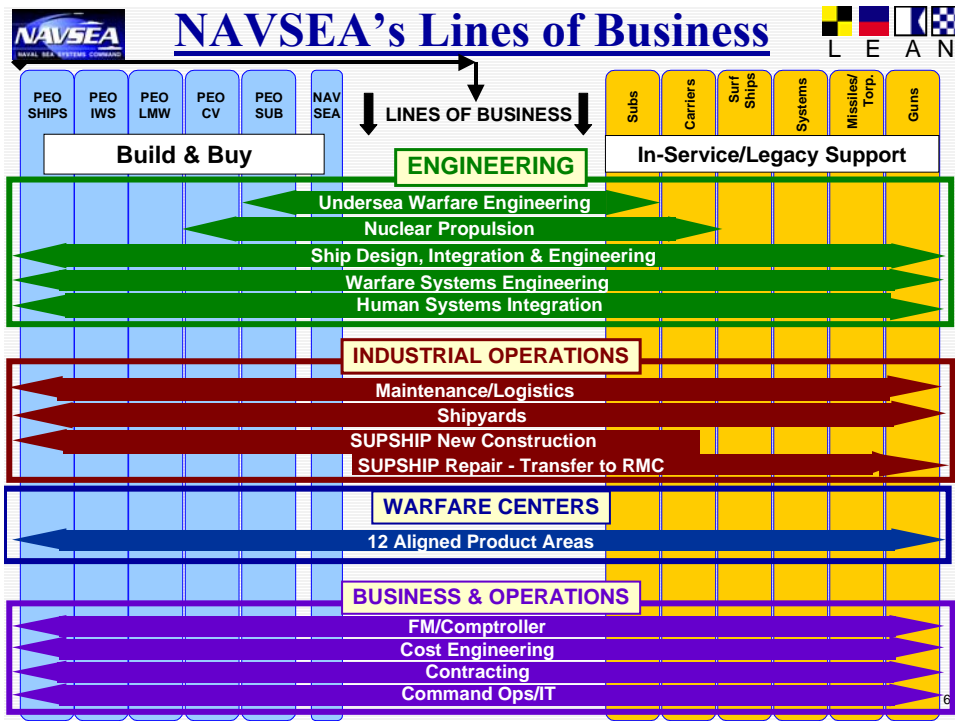 NAVSEA
NAVAL SEA SYSTEMS COMMAND
NAVSEA's Lines of Business
L E A N
PEO
SHIPS
PEO
IWS
PEO
LMW
PEO
CV
PEO
SUB
NAV
SEA
LINES OF BUSINESS
Subs
Carriers
Surf
Ships
Systems
Missiles/
Torp.
Guns
Build & Buy
In-Service/Legacy Support
ENGINEERING
Undersea Warfare Engineering
Nuclear Propulsion
Ship Design, Integration & Engineering
Warfare Systems Engineering
Human Systems Integration
INDUSTRIAL OPERATIONS
Maintenance/Logistics
Shipyards
SUPSHIP New Construction
SUPSHIP Repair - Transfer to RMC
WARFARE CENTERS
12 Aligned Product Areas
BUSINESS & OPERATIONS
FM/Comptroller
Cost Engineering
Contracting
Command Ops/IT
6